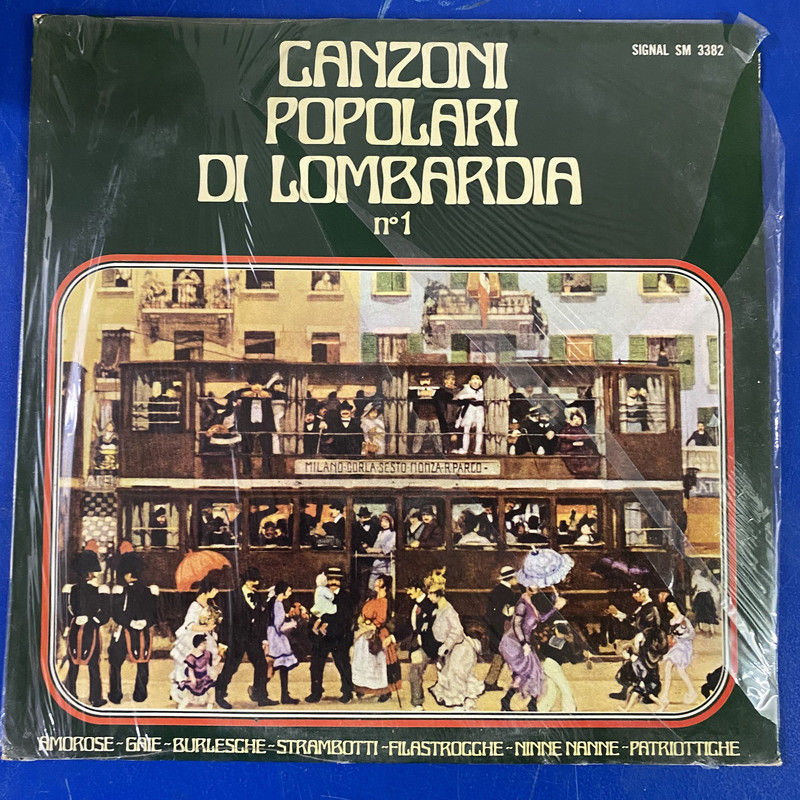 CANZONI
POPOLARI
DI LOMBARDIA
n°1
SIGNAL SM 3382
MILANO·GORLA·SESTO·MONZA·R.PARCO-
AMOROSE~GAIE~BURLESCHE~STRAMBOTTI~FILASTROCCHE~NINNE NANNE~PATRIOTTICHE